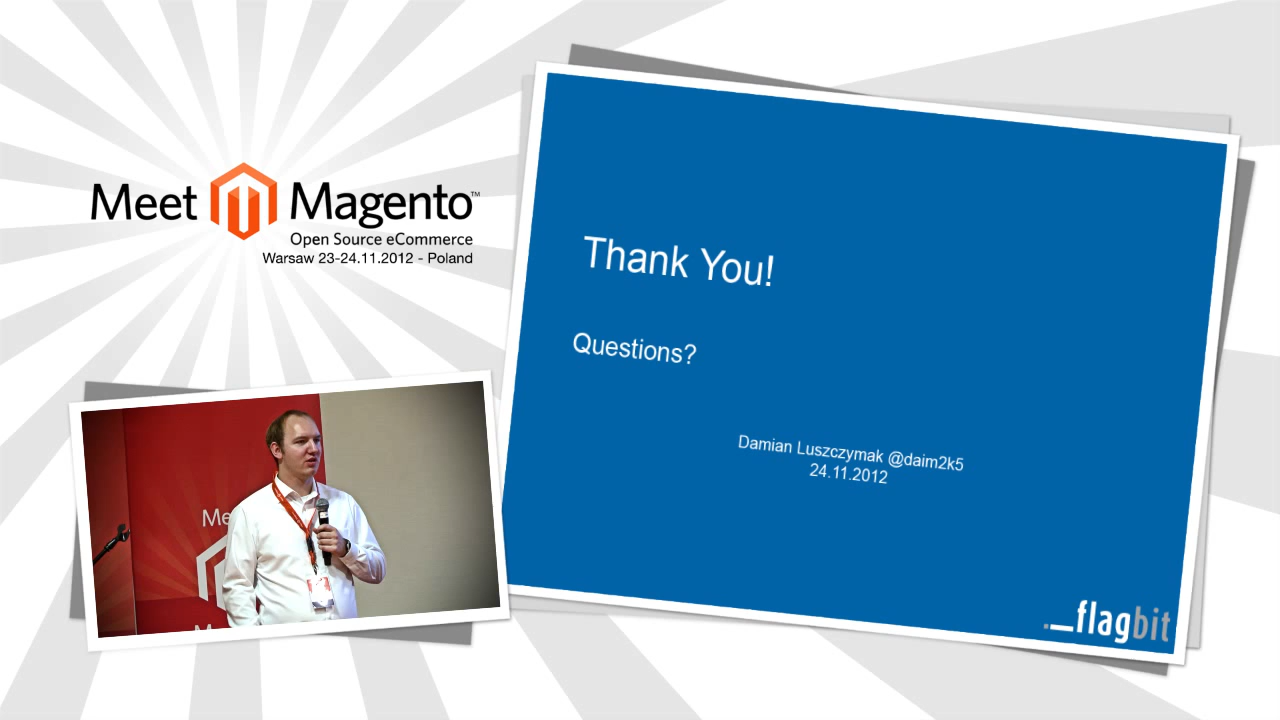 Meet Magento™
Open Source eCommerce
Warsaw 23-24.11.2012 - Poland
Thank You!
Questions?
Damian Luszczymak @daim2k5
24.11.2012
flagbit
Me